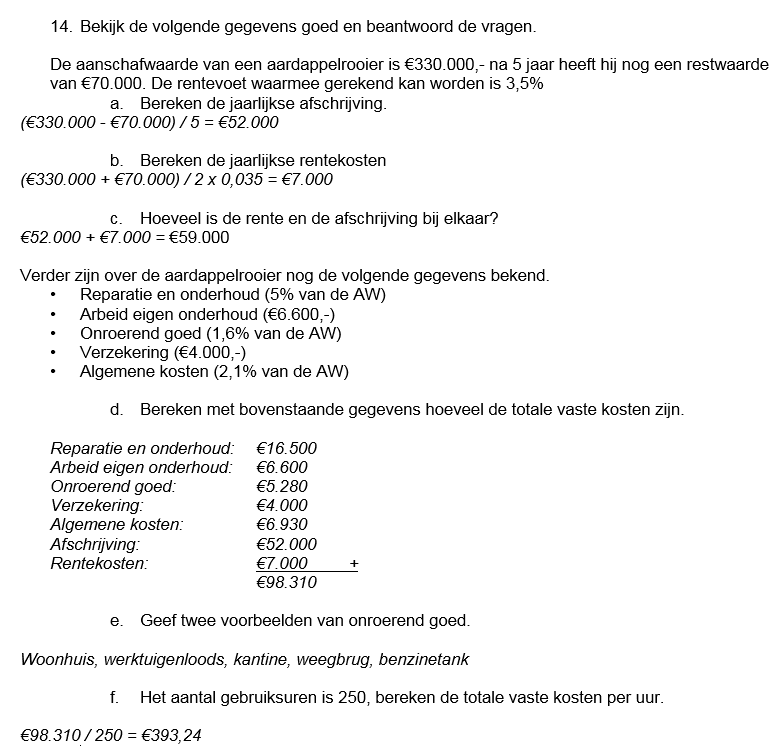 14. Bekijk de volgende gegevens goed en beantwoord de vragen.
De aanschafwaarde van een aardappelrooier is €330.000,- na 5 jaar heeft hij nog een restwaarde
van €70.000. De rentevoet waarmee gerekend kan worden is 3,5%
a. Bereken de jaarlijkse afschrijving.
(€330.000 - €70.000) / 5 = €52.000
b. Bereken de jaarlijkse rentekosten
(€330.000 + €70.000) / 2 x 0,035 = €7.000
c. Hoeveel is de rente en de afschrijving bij elkaar?
€52.000 + €7.000 = €59.000
Verder zijn over de aardappelrooier nog de volgende gegevens bekend.
• Reparatie en onderhoud (5% van de AW)
• Arbeid eigen onderhoud (€6.600,-)
• Onroerend goed (1,6% van de AW)
• Verzekering (€4.000,-)
• Algemene kosten (2,1% van de AW)
d. Bereken met bovenstaande gegevens hoeveel de totale vaste kosten zijn.
Reparatie en onderhoud: €16.500
Arbeid eigen onderhoud: €6.600
Onroerend goed: €5.280
Verzekering: €4.000
Algemene kosten: €6.930
Afschrijving: €52.000
Rentekosten: €7.000 +
€98.310
e. Geef twee voorbeelden van onroerend goed.
Woonhuis, werktuigenloods, kantine, weegbrug, benzinetank
f. Het aantal gebruiksuren is 250, bereken de totale vaste kosten per uur.
€98.310 / 250 = €393,24